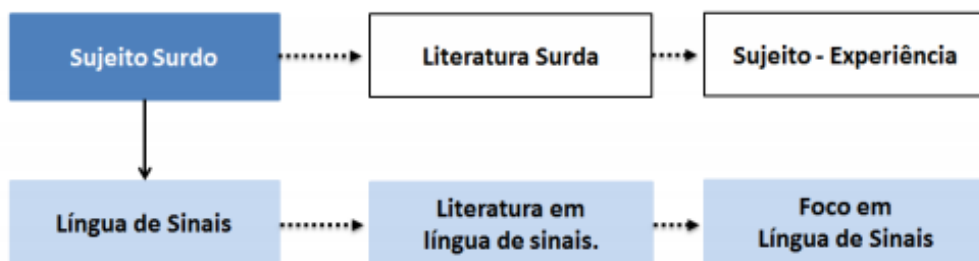 Sujeito Surdo
Literatura Surda
Sujeito - Experiência
Língua de Sinais
Literatura em
língua de sinais.
Foco em
Língua de Sinais